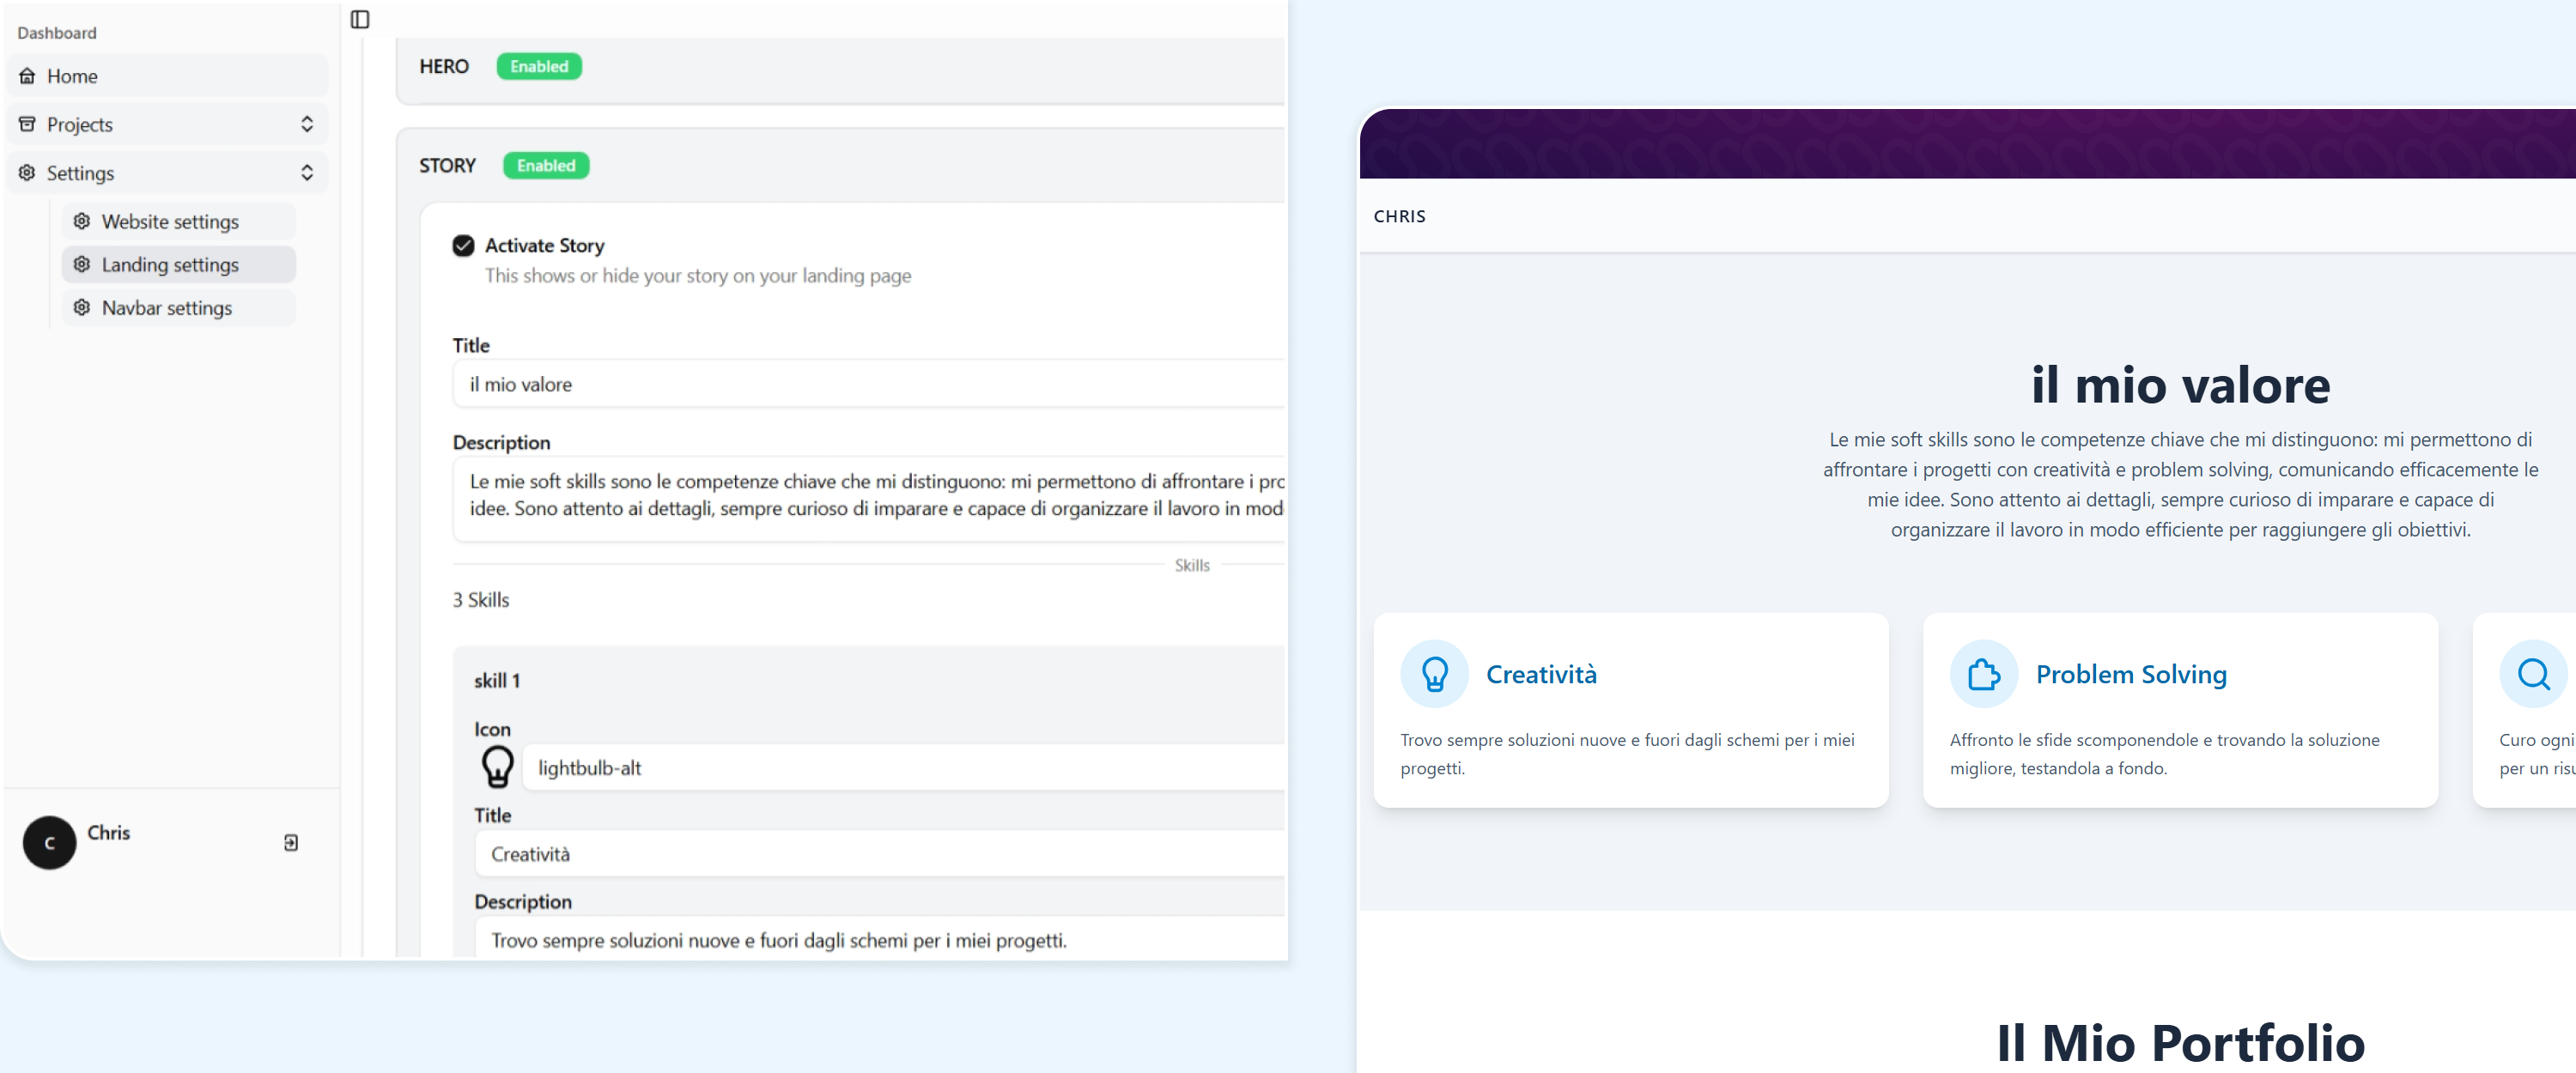 Dashboard
Home
Projects
Settings
Website settings
Landing settings
Navbar settings
C
Chris
HERO
Enabled
STORY
Enabled
Activate Story
This shows or hide your story on your landing page
Title
il mio valore
Description
Le mie soft skills sono le competenze chiave che mi distinguono: mi permettono di affrontare i pro
idee. Sono attento ai dettagli, sempre curioso di imparare e capace di organizzare il lavoro in mod
Skills
3 Skills
skill 1
Icon
lightbulb-alt
Title
Creatività
Description
Trovo sempre soluzioni nuove e fuori dagli schemi per i miei progetti.
CHRIS
il mio valore
Le mie soft skills sono le competenze chiave che mi distinguono: mi permettono di
affrontare i progetti con creatività e problem solving, comunicando efficacemente le
mie idee. Sono attento ai dettagli, sempre curioso di imparare e capace di
organizzare il lavoro in modo efficiente per raggiungere gli obiettivi.
Creatività
Trovo sempre soluzioni nuove e fuori dagli schemi per i miei
progetti.
Problem Solving
Affronto le sfide scomponendole e trovando la soluzione
migliore, testandola a fondo.
Curo ogni
per un risu
Il Mio Portfolio